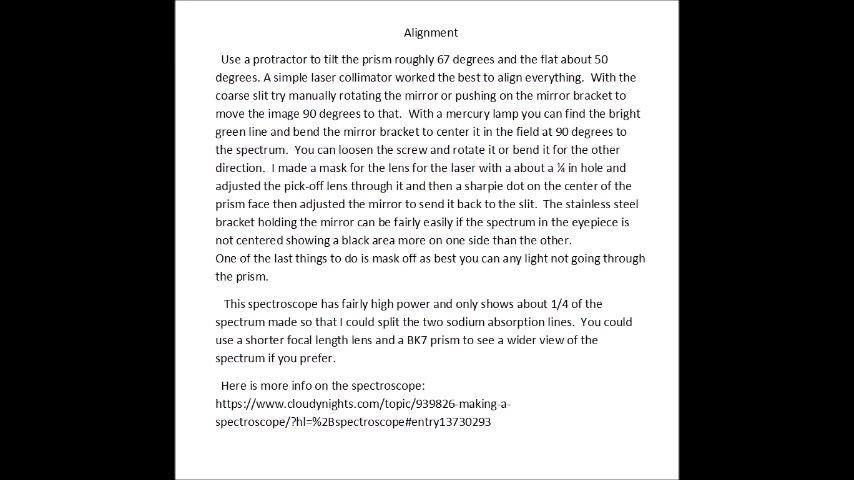 Alignment
Use a protractor to tilt the prism roughly 67 degrees and the flat about 50
degrees. A simple laser collimator worked the best to align everything. With the
coarse slit try manually rotating the mirror or pushing on the mirror bracket to
move the image 90 degrees to that. With a mercury lamp you can find the bright
green line and bend the mirror bracket to center it in the field at 90 degrees to
the spectrum. You can loosen the screw and rotate it or bend it for the other
direction. I made a mask for the lens for the laser with a about a ¼ in hole and
adjusted the pick-off lens through it and then a sharpie dot on the center of the
prism face then adjusted the mirror to send it back to the slit. The stainless steel
bracket holding the mirror can be fairly easily if the spectrum in the eyepiece is
not centered showing a black area more on one side than the other.
One of the last things to do is mask off as best you can any light not going through
the prism.
This spectroscope has fairly high power and only shows about 1/4 of the
spectrum made so that I could split the two sodium absorption lines. You could
use a shorter focal length lens and a BK7 prism to see a wider view of the
spectrum if you prefer.
Here is more info on the spectroscope:
https://www.cloudynights.com/topic/939826-making-a-
spectroscope/?hl=%2Bspectroscope#entry13730293